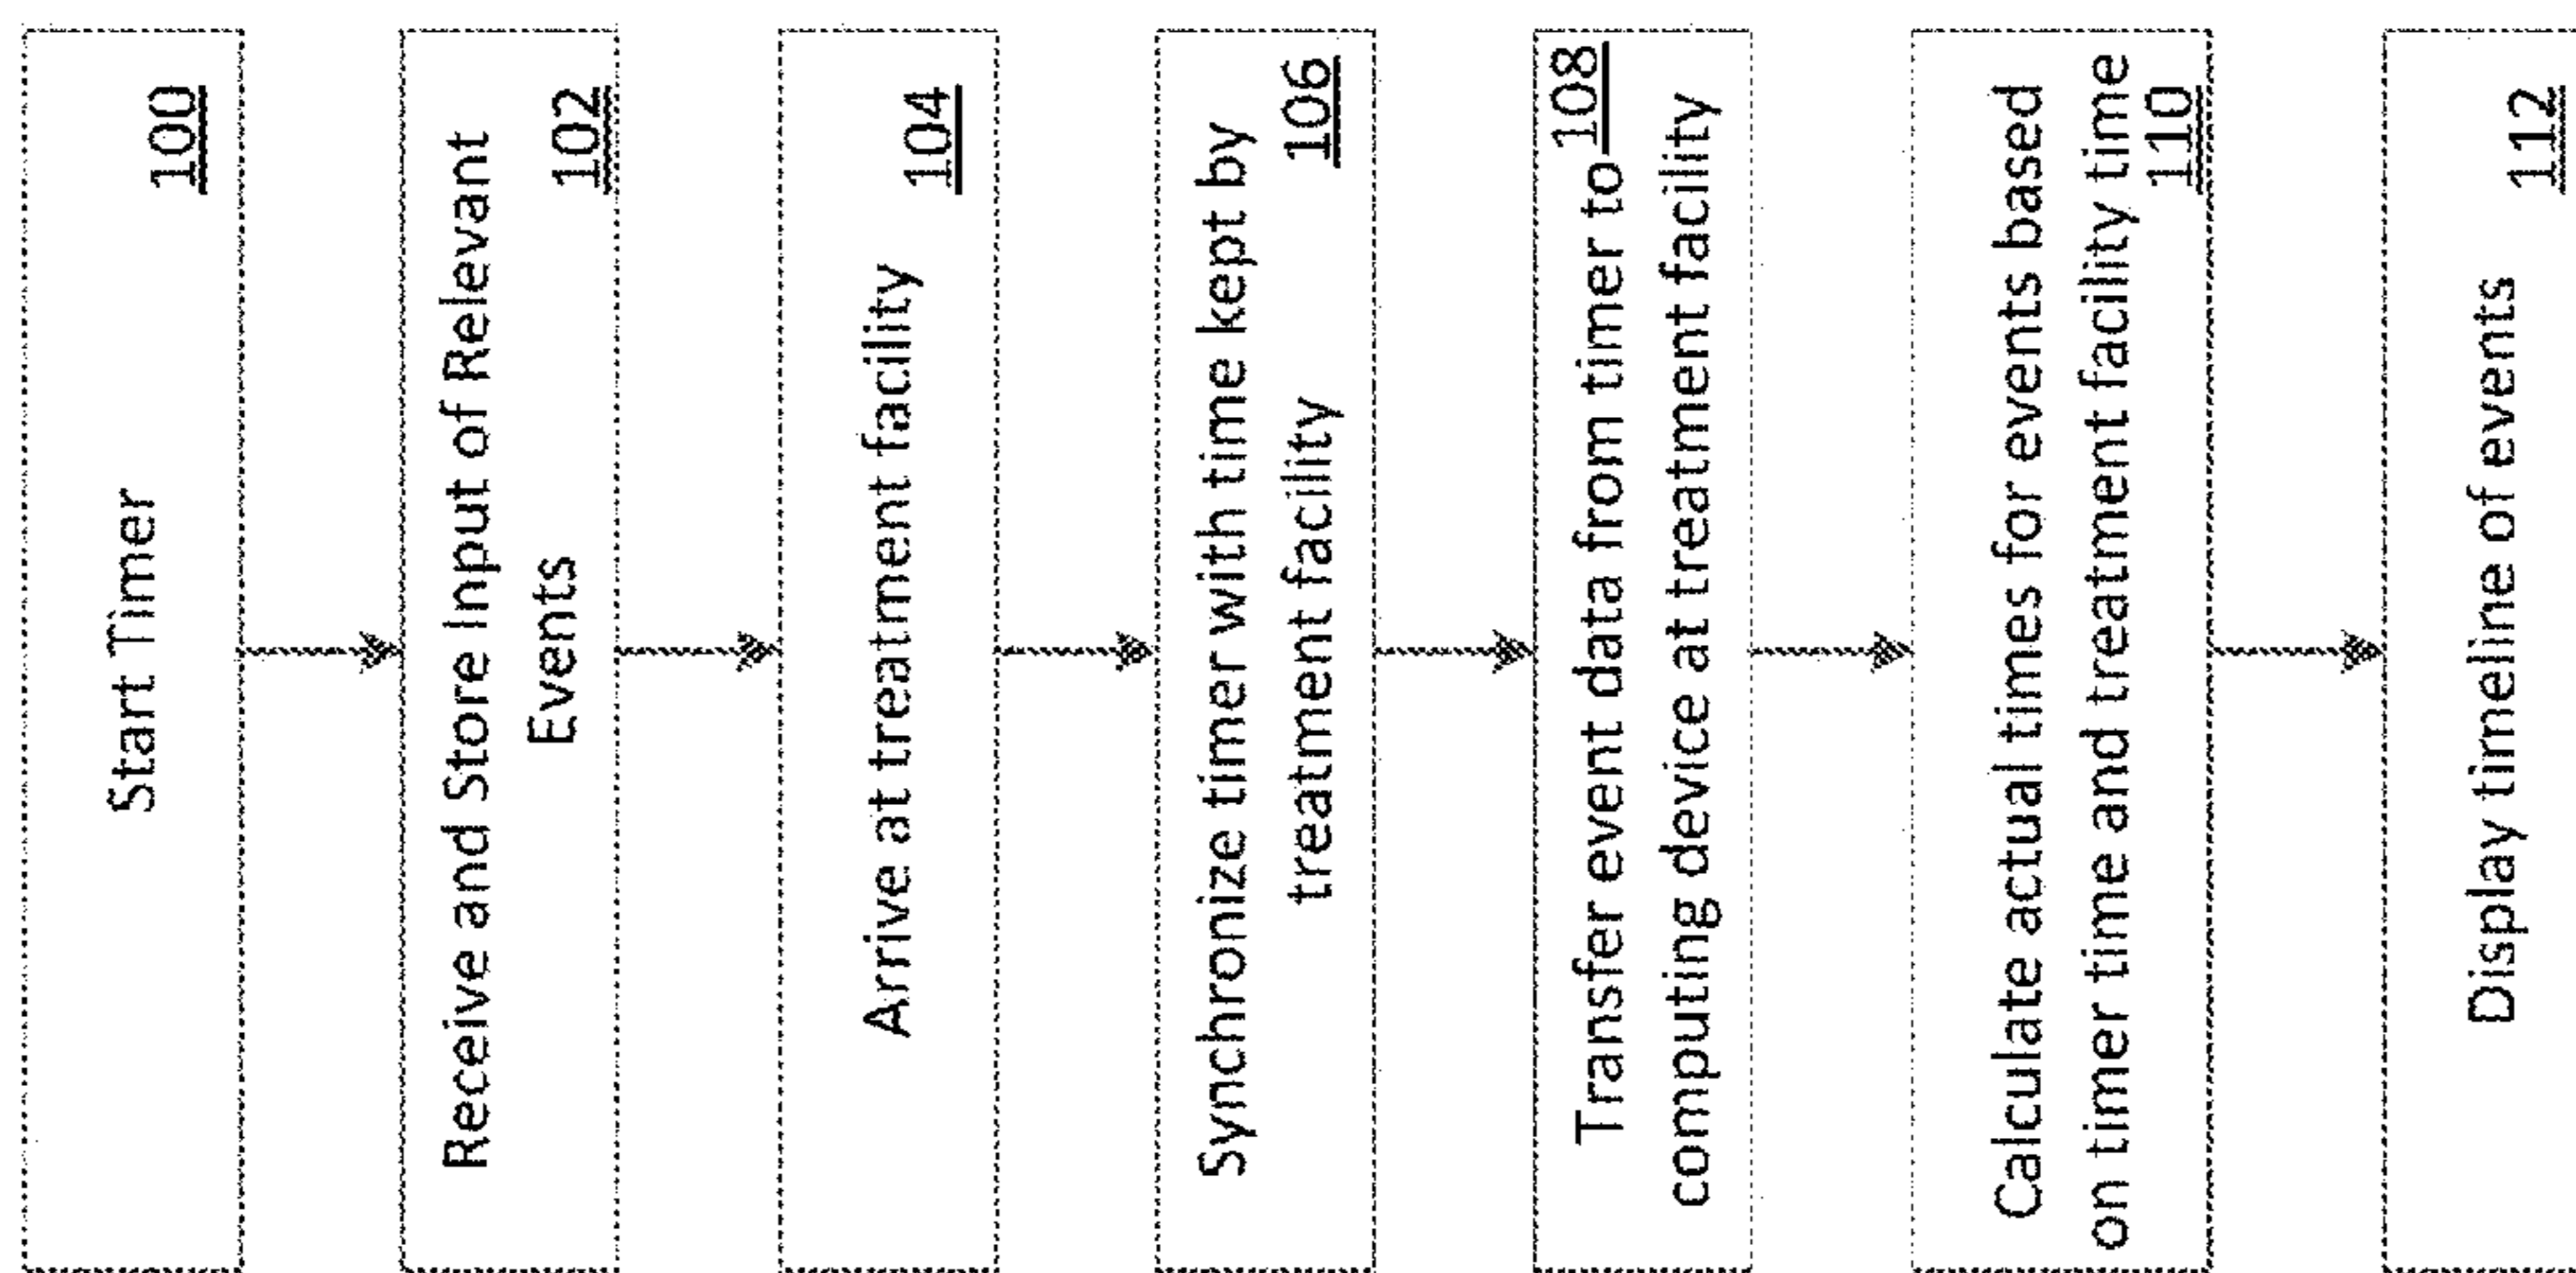 Start Timer
100
Receive and Store Input of Relevant
Events
102
Arrive at treatment facility
104
Synchronize timer with time kept by
treatment facility
106
Transfer event data from timer to 108
computing device at treatment facility
Calculate actual times for events based
on timer time and treatment facility time
110
Display timeline of events
112